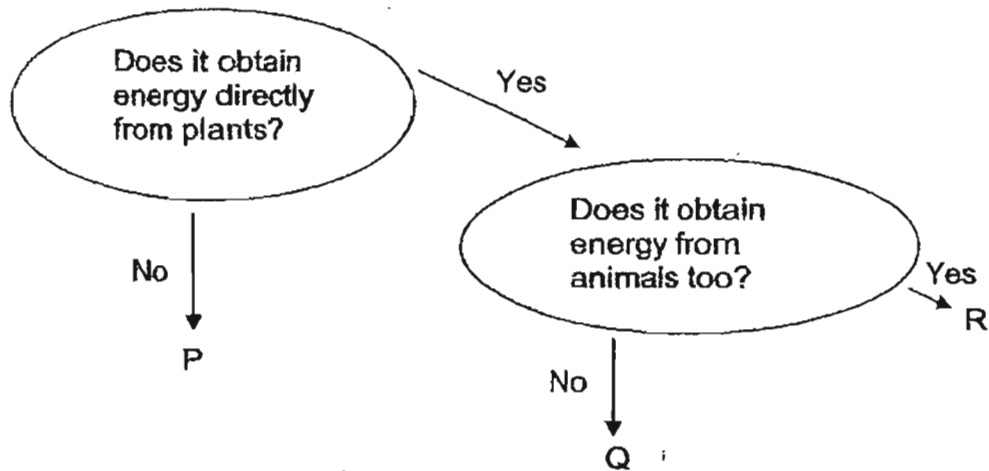 Does it obtain
energy directly
from plants?
Yes
Does it obtain
energy from
animals too?
No
Yes
P
R
No
Q